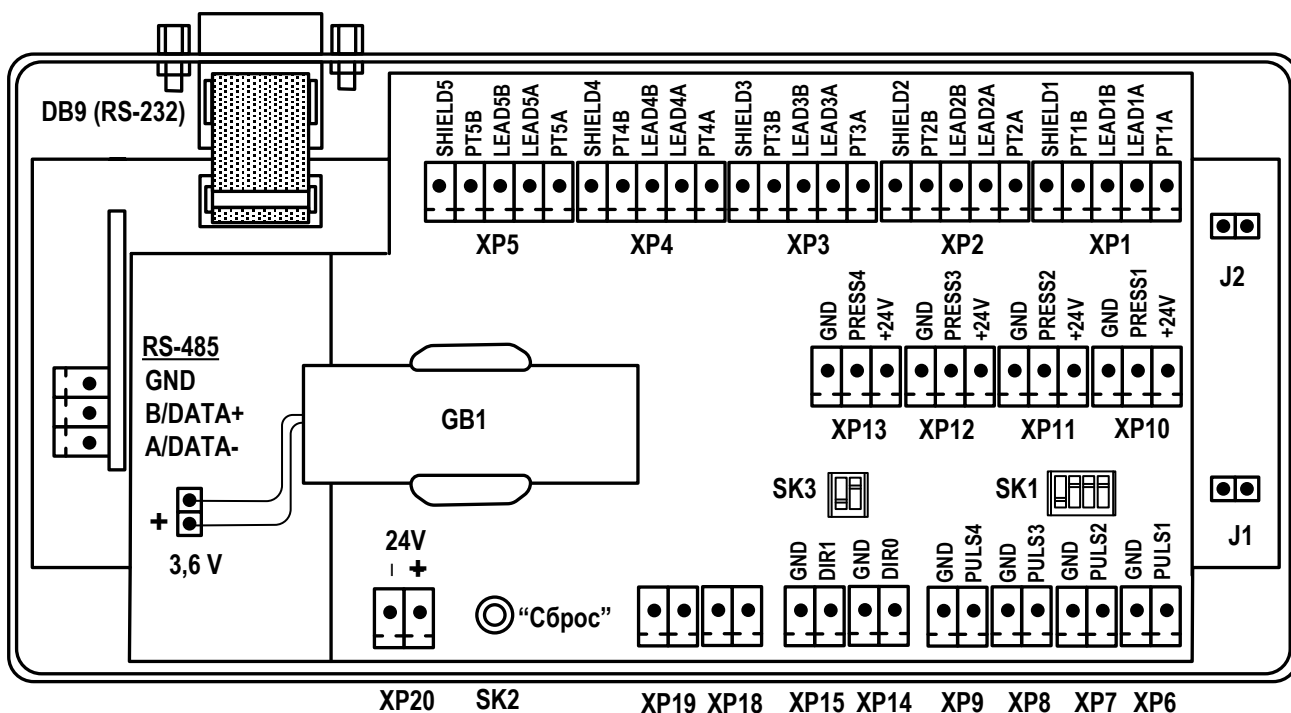 DB9 (RS-232)
SHIELD5
PT5B
LEAD5B
LEAD5A
PT5A
SHIELD4
PT4B
LEAD4B
LEAD4A
PT4A
SHIELD3
PT3B
LEAD3B
LEAD3A
PT3A
SHIELD2
PT2B
LEAD2B
LEAD2A
PT2A
SHIELD1
PT1B
LEAD1B
LEAD1A
PT1A
XP5
XP4
XP3
XP2
XP1
J2
GND
PRESS4
+24V
GND
PRESS3
+24V
GND
PRESS2
+24V
GND
PRESS1
+24V
XP13
XP12
XP11
XP10
RS-485
GND
B/DATA+
A/DATA-
GB1
+
3,6 V
SK3
SK1
J1
24V
- +
"Сброс"
GND
DIR1
GND
DIR0
GND
PULS4
GND
PULS3
GND
PULS2
GND
PULS1
XP20
SK2
XP19
XP18
XP15
XP14
XP9
XP8
XP7
XP6